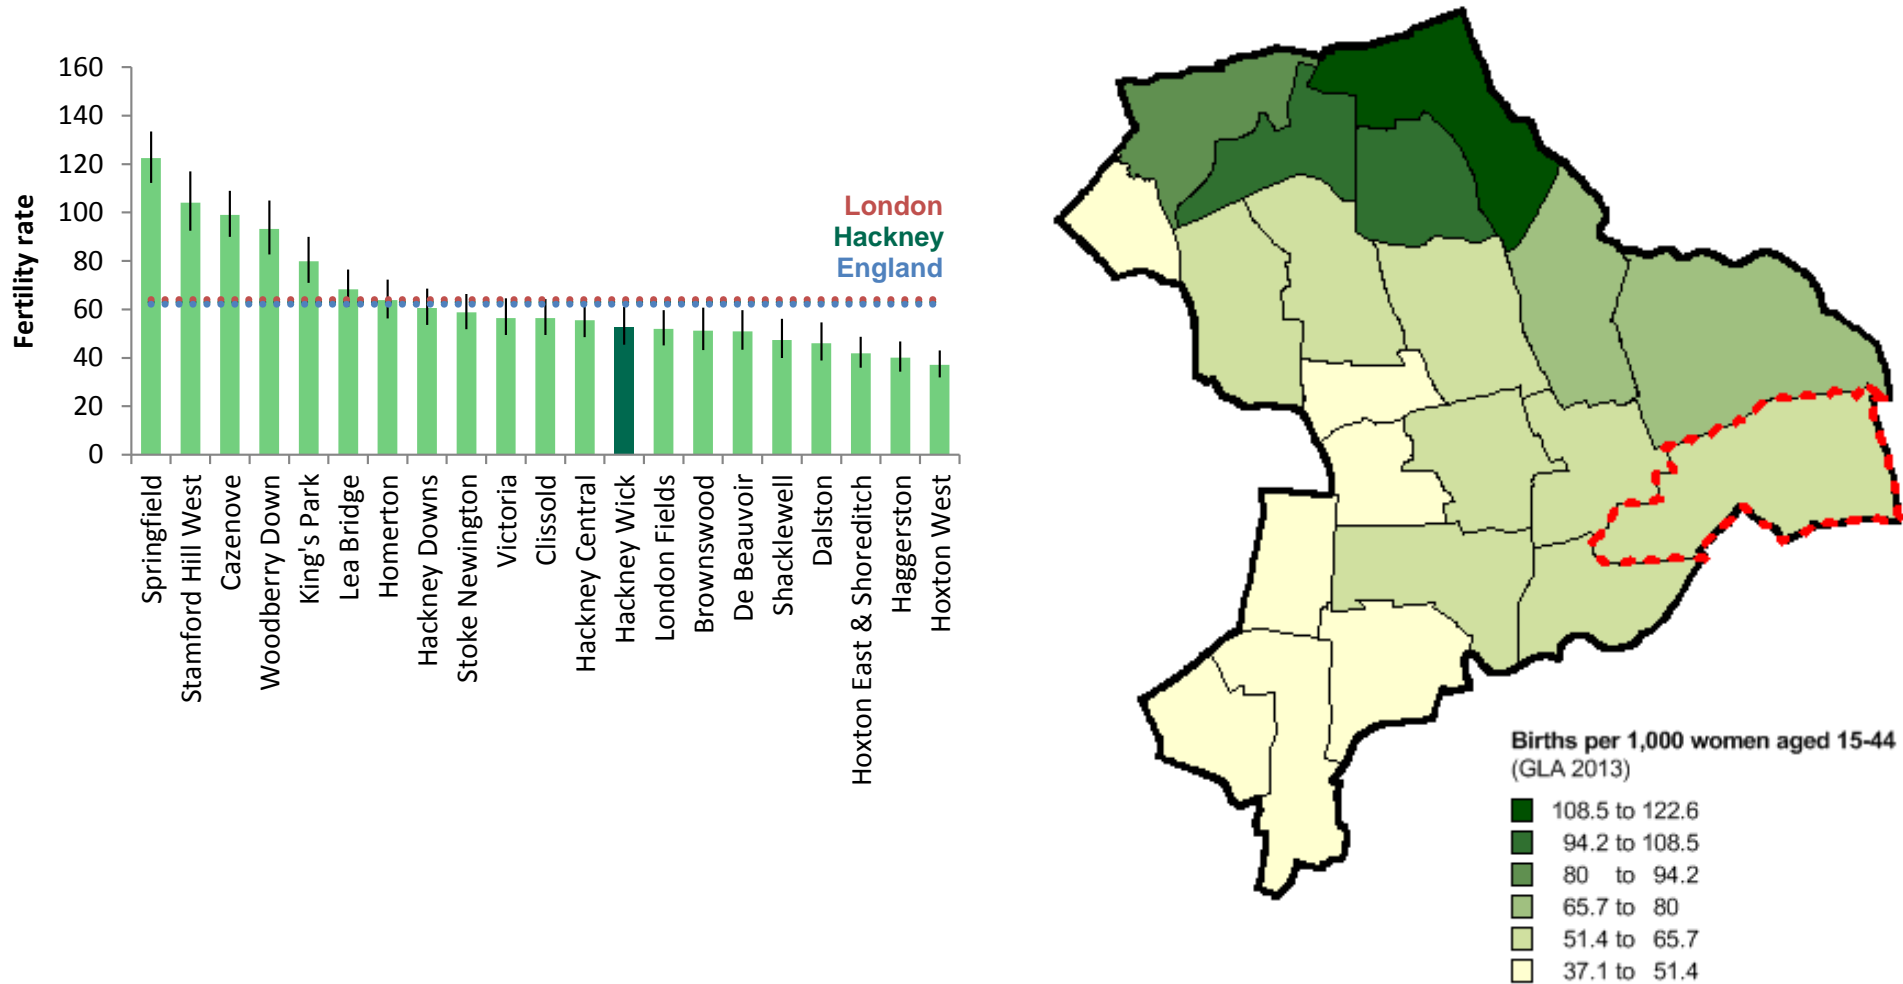 160
140
120
100
80
60
40
20
0
Fertility rate
London
Hackney
England
Springfield
Stamford Hill West
Cazenove
Woodberry Down
King's Park
Lea Bridge
Homerton
Hackney Downs
Stoke Newington
Victoria
Clissold
Hackney Central
Hackney Wick
London Fields
Brownswood
De Beauvoir
Shacklewell
Dalston
Hoxton East & Shoreditch
Haggerston
Hoxton West
Births per 1,000 women aged 15-44
(GLA 2013)
108.5 to 122.6
94.2 to 108.5
80 to 94.2
65.7 to 80
51.4 to 65.7
37.1 to 51.4